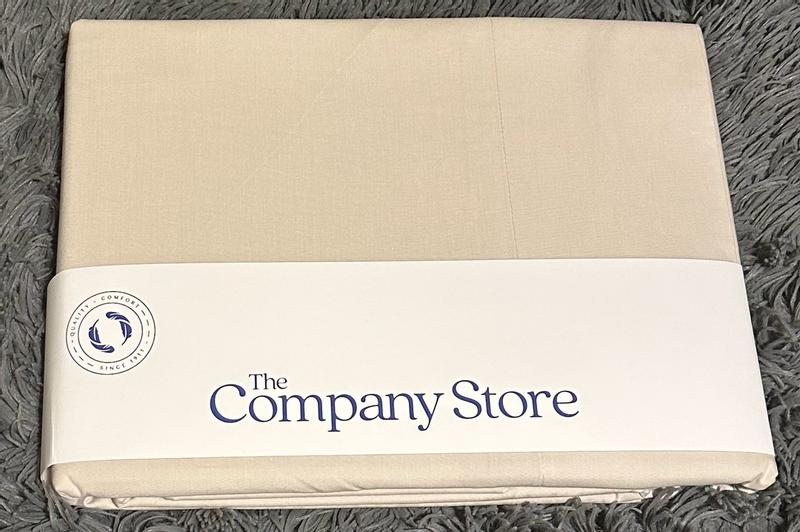 QUALITY - COMFORT
SINCE 1911
The
Company Store